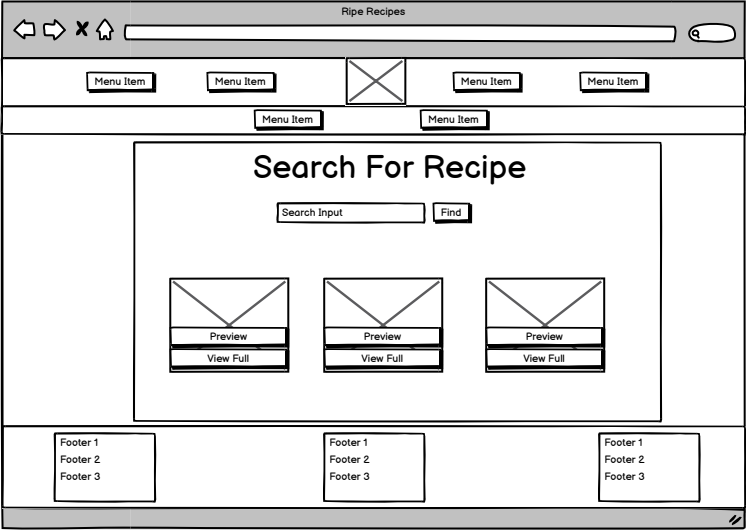 Ripe Recipes
Menu Item Menu Item Menu Item Menu Item
Menu Item Menu Item
Search For Recipe
Search Input Find
Preview Preview Preview
View Full View Full View Full
Footer 1 Footer 1 Footer 1
Footer 2 Footer 2 Footer 2
Footer 3 Footer 3 Footer 3